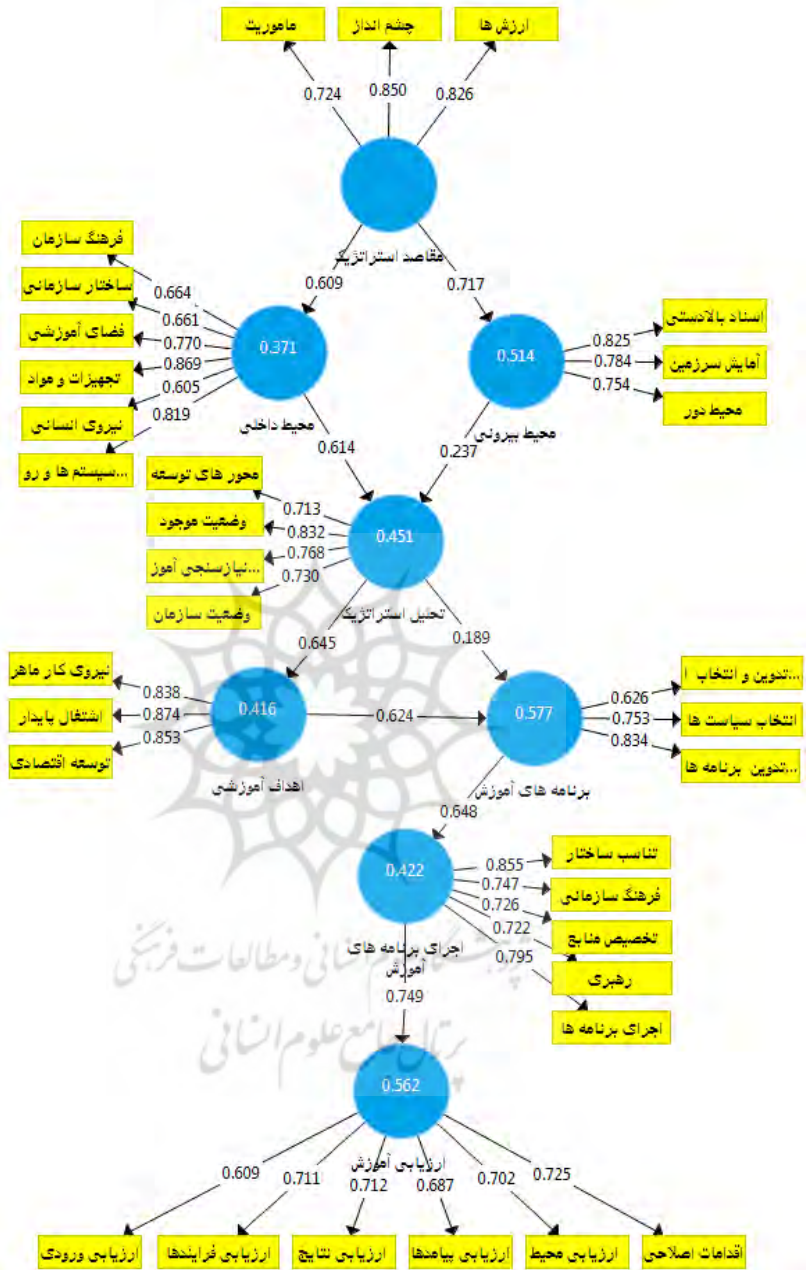 ماموریت
چشم انداز
ارزش ها
0.724
0.850
0.826
مقاصد استراتژیک
0.609
0.717
فرهنگ سازمان
ساختار سازمانی
فضای آموزشی
تجهیزات و مواد
نیروی انسانی
سیستم ها و رو...
0.664
0.661
0.770
0.869
0.605
0.819
0.371
محیط داخلی
0.514
محیط بیرونی
0.825
0.784
0.754
اسناد بالادستی
آمایش سرزمین
محیط دور
0.614
0.237
محور های توسعه
وضعیت موجود
نیازسنجی آموز...
وضعیت سازمان
0.713
0.832
0.768
0.730
0.451
تحلیل استراتژیک
0.645
0.189
نیروی کار ماهر
اشتغال پایدار
توسعه اقتصادی
0.838
0.874
0.853
0.416
اهداف آموزشی
0.624
0.577
برنامه های آموزش
0.626
0.753
0.834
تدوین و انتخاب ا...
انتخاب سیاست ها
تدوین برنامه ها...
0.648
0.422
اجرای برنامه های
آموزش
0.855
0.747
0.726
0.722
0.795
تناسب ساختار
فرهنگ سازمانی
تخصیص منابع
رهبری
اجرای برنامه ها
پژوهشگاه علوم انسانی و مطالعات فرهنگی
پرتال جامع علوم انسانی
0.749
0.562
ارزیابی آموزش
0.609
0.711
0.712
0.687
0.702
0.725
ارزیابی ورودی
ارزیابی فرایندها
ارزیابی نتایج
ارزیابی پیامدها
ارزیابی محیط
اقدامات اصلاحی